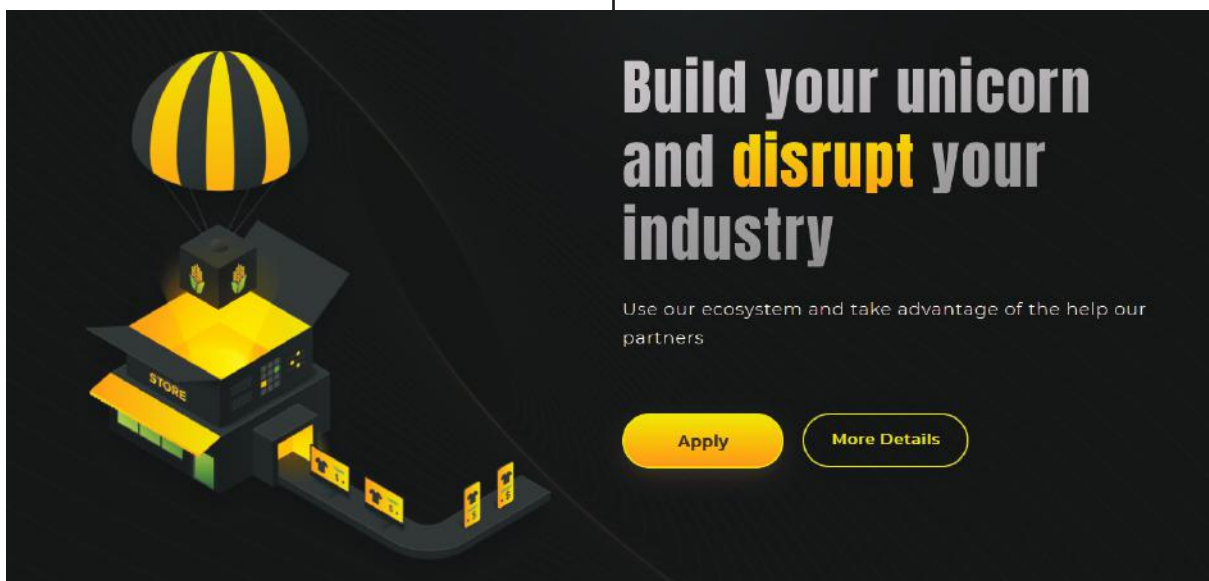 Build your unicorn
and disrupt your
industry
Use our ecosystem and take advantage of the help our
partners
Apply
More Details
STORE